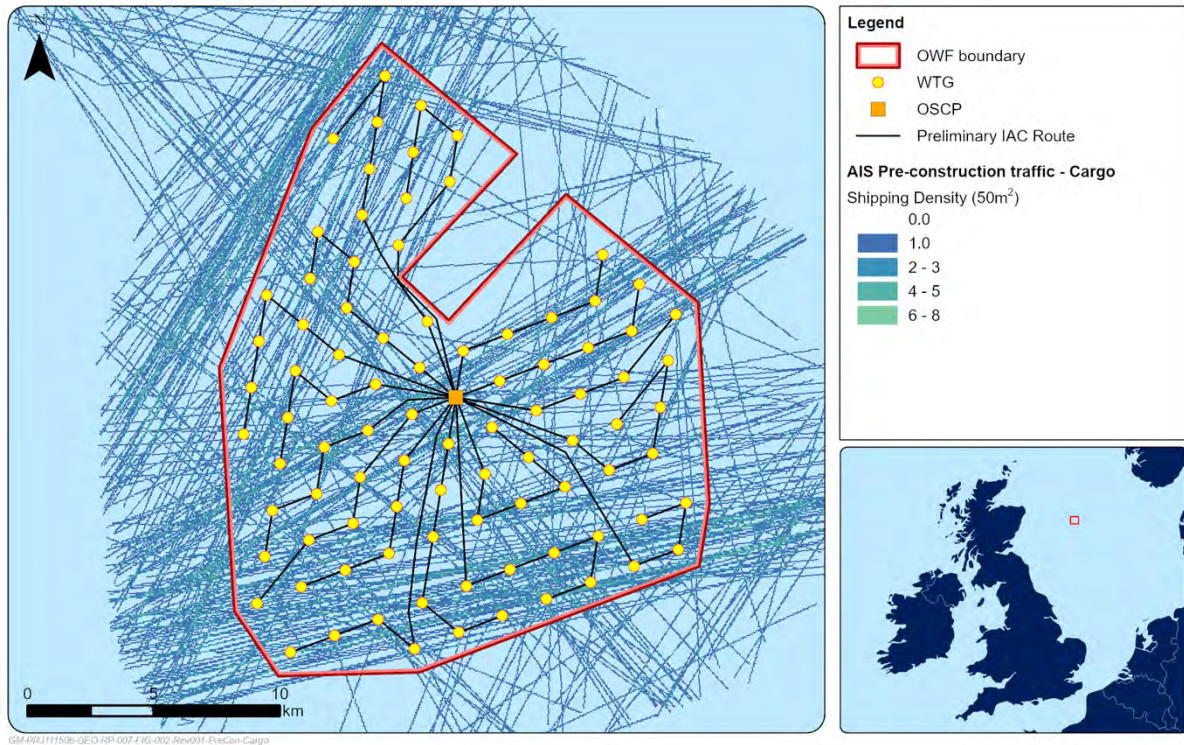 N
0 5 10
km
GM-PRJ111506-GEO-RP-007-FIG-002-Rev001-PreCon-Cargo
Legend
OWF boundary
WTG
OSCP
Preliminary IAC Route
AIS Pre-construction traffic - Cargo
Shipping Density (50m²)
0.0
1.0
2 - 3
4 - 5
6 - 8